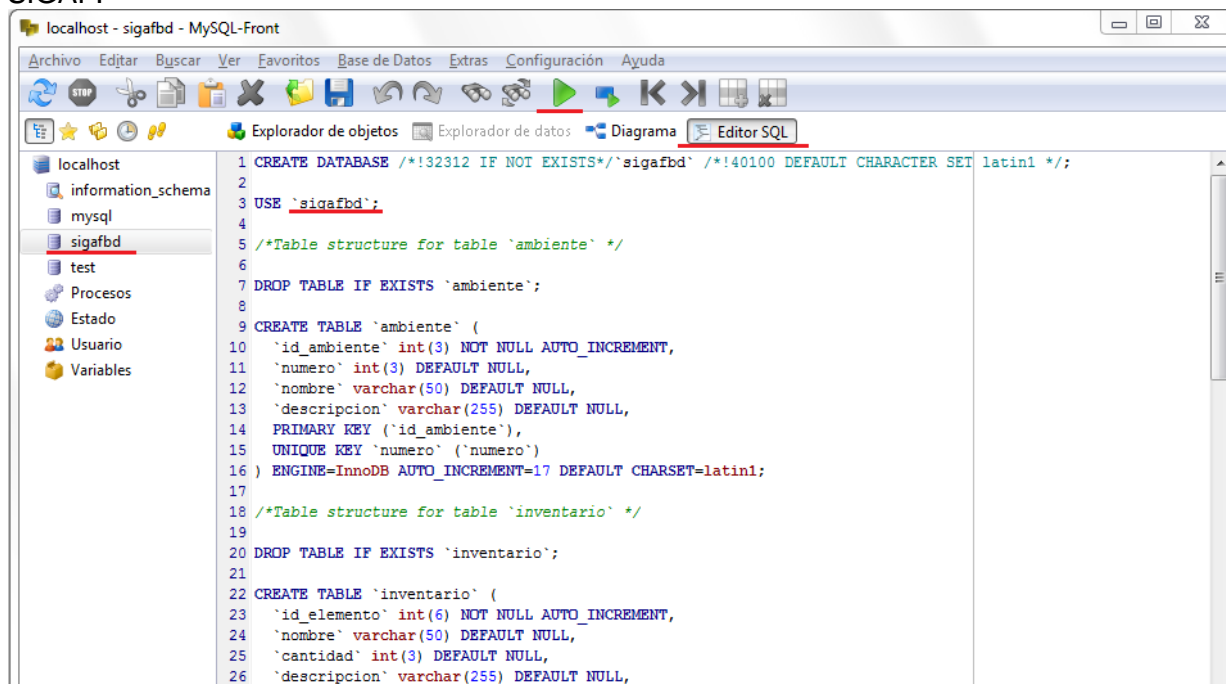 SIGAFI
localhost - sigafbd - MySQL-Front
Archivo Editar Buscar Ver Favoritos Base de Datos Extras Configuración Ayuda
STOP
Explorador de objetos Explorador de datos Diagrama Editor SQL
localhost
information_schema
mysql
sigafbd
test
Procesos
Estado
Usuario
Variables
1 CREATE DATABASE /*!32312 IF NOT EXISTS*/`sigafbd` /*!40100 DEFAULT CHARACTER SET latin1 */;
2
3 USE `sigafbd`;
4
5 /*Table structure for table `ambiente` */
6
7 DROP TABLE IF EXISTS `ambiente`;
8
9 CREATE TABLE `ambiente` (
10 `id_ambiente` int(3) NOT NULL AUTO_INCREMENT,
11 `numero` int(3) DEFAULT NULL,
12 `nombre` varchar(50) DEFAULT NULL,
13 `descripcion` varchar(255) DEFAULT NULL,
14 PRIMARY KEY (`id_ambiente`),
15 UNIQUE KEY `numero` (`numero`)
16 ) ENGINE=InnoDB AUTO_INCREMENT=17 DEFAULT CHARSET=latin1;
17
18 /*Table structure for table `inventario` */
19
20 DROP TABLE IF EXISTS `inventario`;
21
22 CREATE TABLE `inventario` (
23 `id_elemento` int(6) NOT NULL AUTO_INCREMENT,
24 `nombre` varchar(50) DEFAULT NULL,
25 `cantidad` int(3) DEFAULT NULL,
26 `descripcion` varchar(255) DEFAULT NULL,